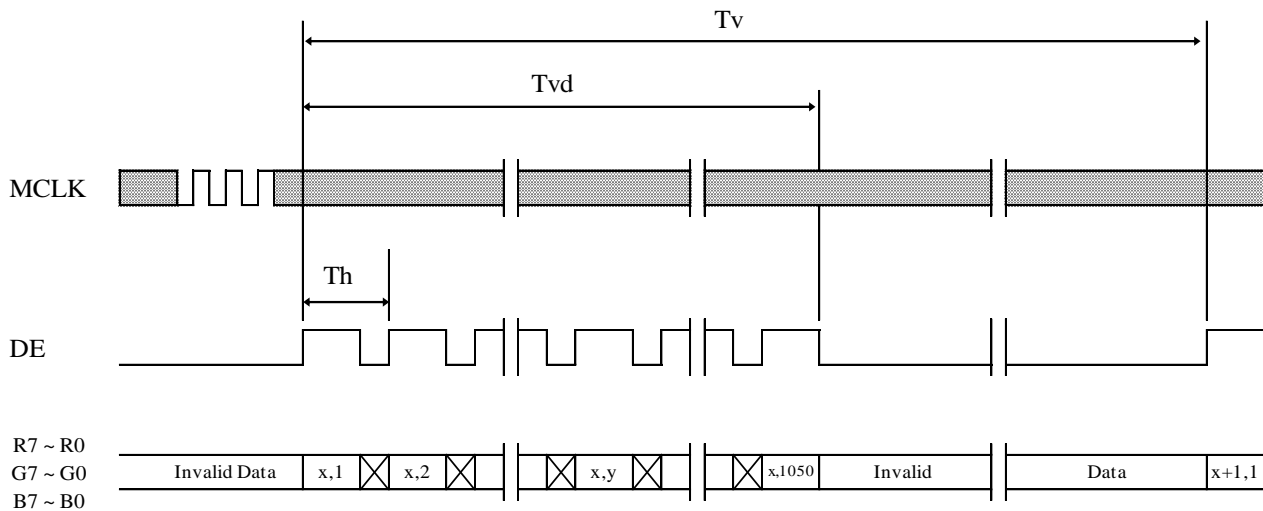 Tv
Tvd
MCLK
Th
DE
R7 ~ R0
G7 ~ G0
B7 ~ B0
Invalid Data x,1 x,2 x,y x,1050 Invalid Data x+1,1